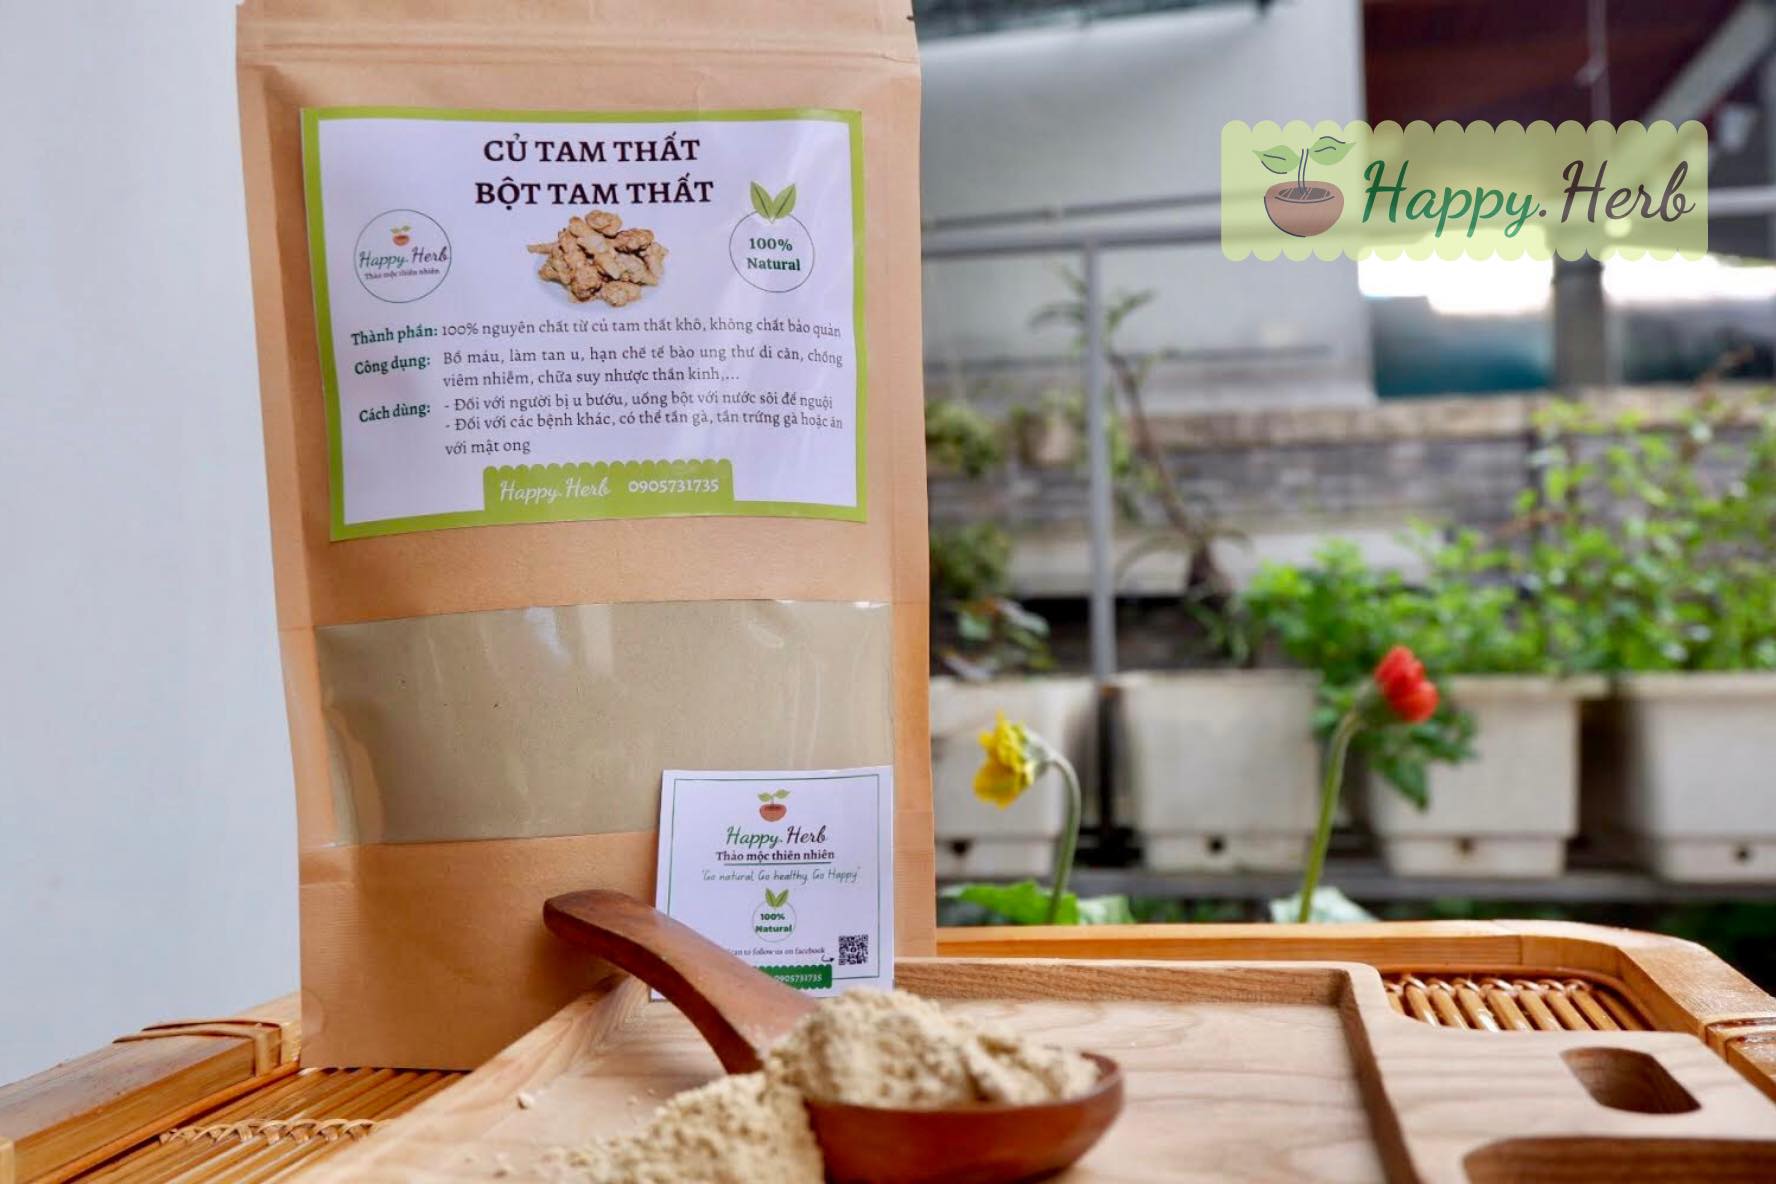 CỦ TAM THẤT
BỘT TAM THẤT
Happy.Herb
Thảo mộc thiên nhiên
100%
Natural
Thành phần: 100% nguyên chất từ củ tam thất khô, không chất bảo quản
Công dụng: Bổ máu, làm tan u, hạn chế tế bào ung thư di căn, chống
viêm nhiễm, chữa suy nhược thần kinh,...
Cách dùng: - Đối với người bị u bướu, uống bột với nước sôi để nguội
- Đối với các bệnh khác, có thể tần gà, tần trứng gà hoặc ăn
với mật ong
Happy.Herb 0905731735
Happy.Herb
Happy.Herb
Thảo mộc thiên nhiên
"Go natural, Go healthy, Go Happy"
100%
Natural
to follow us on facebook
0905731735